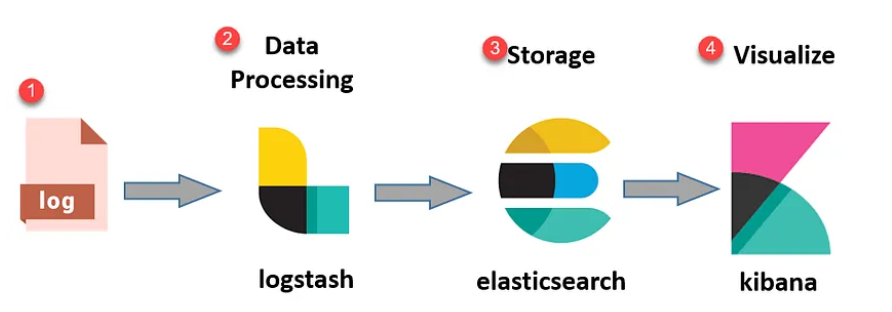 1
log
2
Data
Processing
logstash
3
Storage
elasticsearch
4
Visualize
kibana